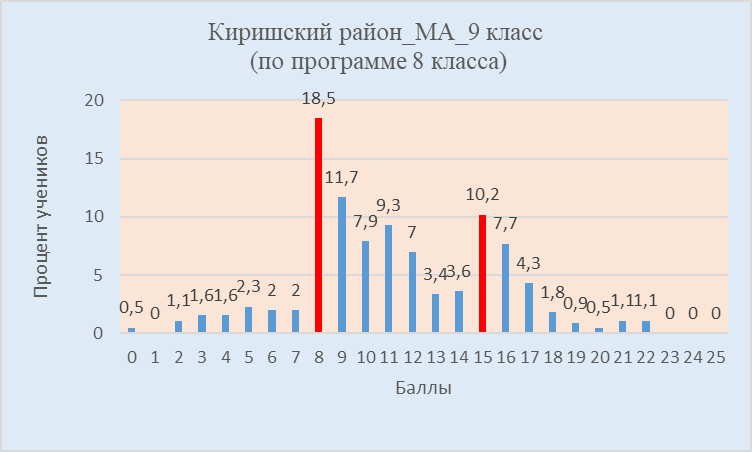 Киришский район_МА_9 класс
(по программе 8 класса)
Процент учеников
20
15
10
5
0
0,5 0 1,1 1,6 1,6 2,3 2 2 18,5 11,7 7,9 9,3 7 3,4 3,6 10,2 7,7 4,3 1,8 0,9 0,5 1,1 1,1 0 0 0
0 1 2 3 4 5 6 7 8 9 10 11 12 13 14 15 16 17 18 19 20 21 22 23 24 25
Баллы